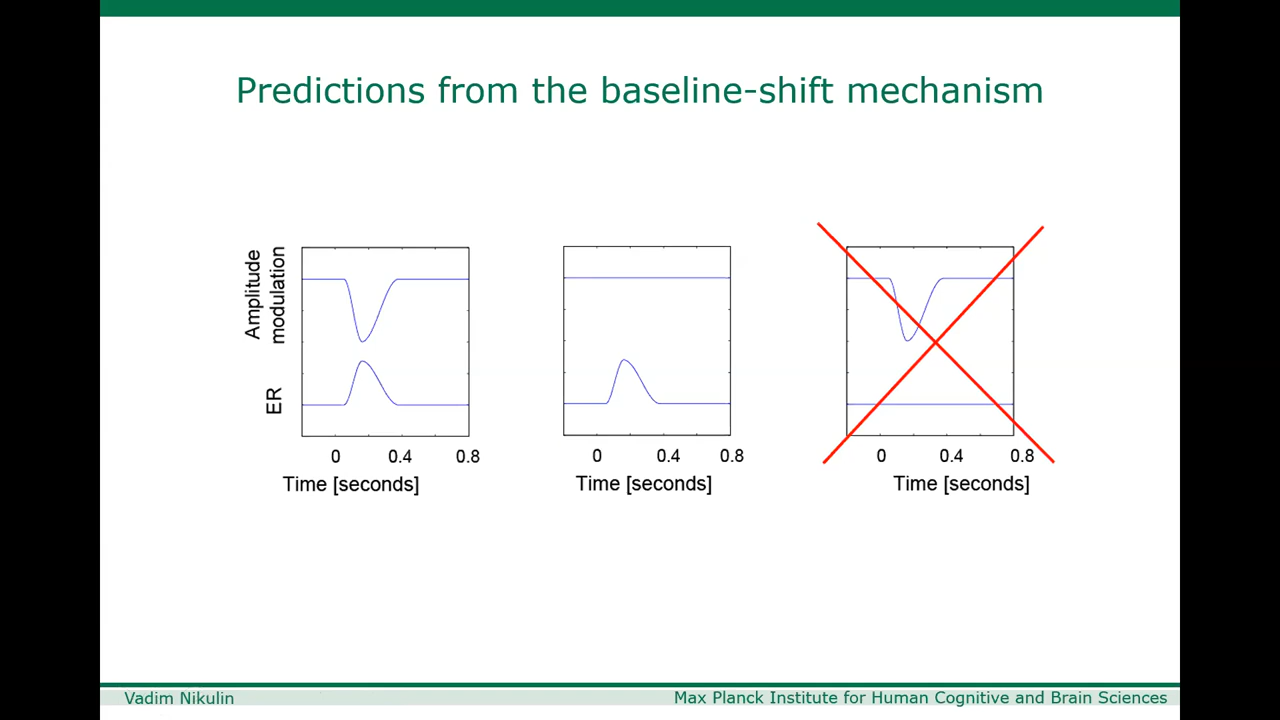 Predictions from the baseline-shift mechanism
Amplitude
modulation
ER
0 0.4 0.8
Time [seconds]
0 0.4 0.8
Time [seconds]
0 0.4 0.8
Time [seconds]
Vadim Nikulin
Max Planck Institute for Human Cognitive and Brain Sciences